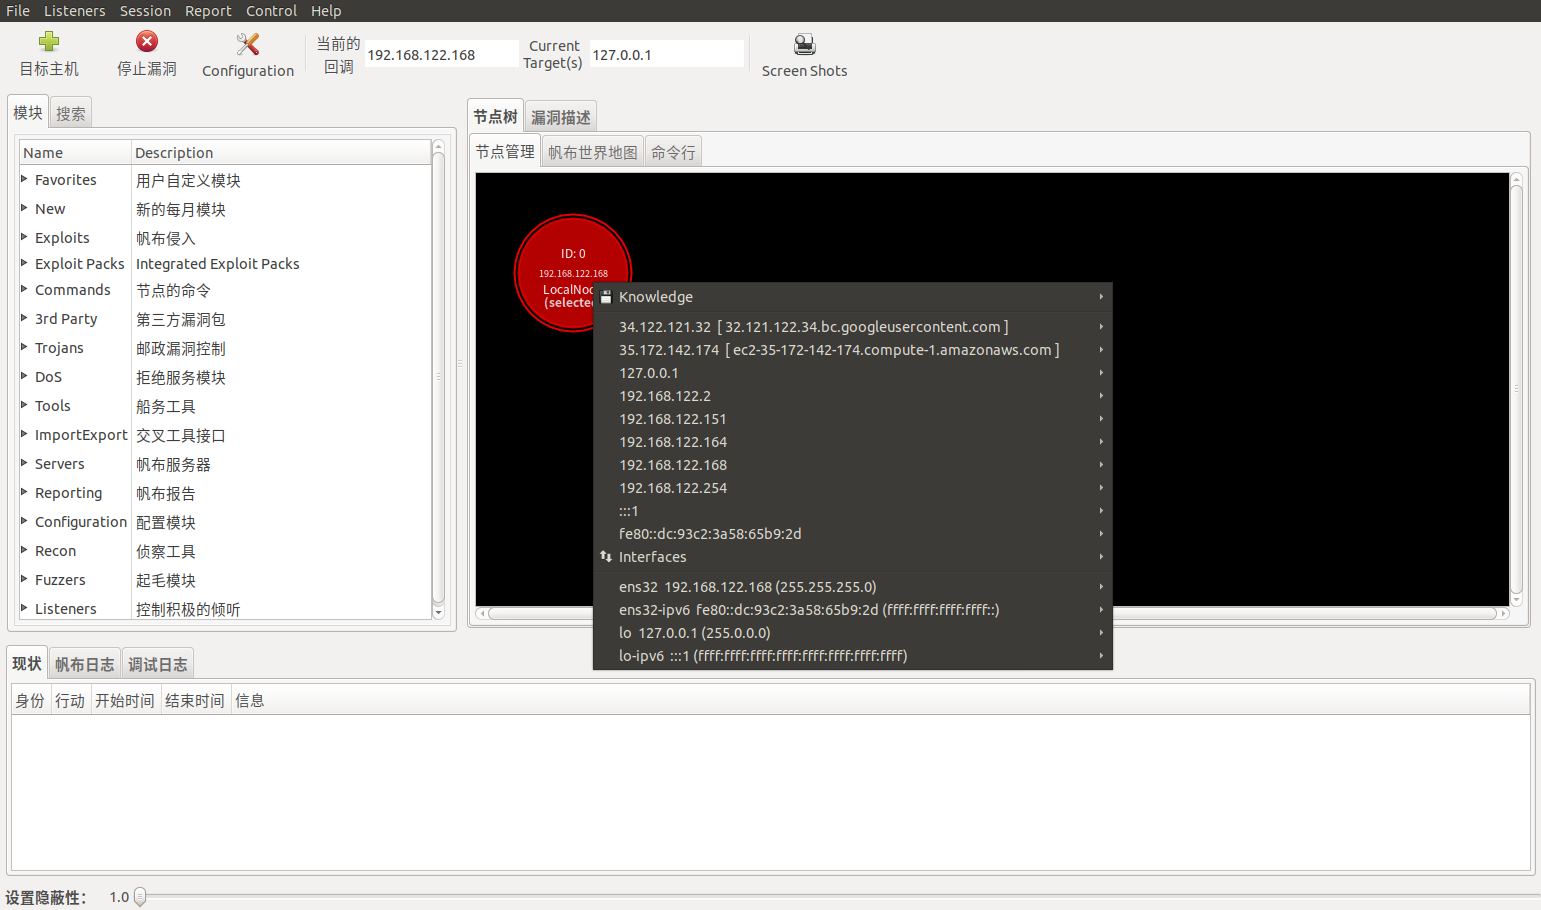 File Listeners Session Report Control Help
目标主机
停止漏洞
Configuration
当前的
回调
192.168.122.168
Current
Target(s)
127.0.0.1
Screen Shots
模块 搜索
Name Description
Favorites 用户自定义模块
New 新的每月模块
Exploits 帆布侵入
Exploit Packs Integrated Exploit Packs
Commands 节点的命令
3rd Party 第三方漏洞包
Trojans 邮政漏洞控制
DoS 拒绝服务模块
Tools 船务工具
ImportExport 交叉工具接口
Servers 帆布服务器
Reporting 帆布报告
Configuration 配置模块
Recon 侦察工具
Fuzzers 起毛模块
Listeners 控制积极的倾听
节点树 漏洞描述
节点管理 帆布世界地图 命令行
ID: 0
192.168.122.168
LocalNod
(selected
Knowledge
34.122.121.32 [ 32.121.122.34.bc.googleusercontent.com ]
35.172.142.174 [ ec2-35-172-142-174.compute-1.amazonaws.com ]
127.0.0.1
192.168.122.2
192.168.122.151
192.168.122.164
192.168.122.168
192.168.122.254
:::1
fe80::dc:93c2:3a58:65b9:2d
Interfaces
ens32 192.168.122.168 (255.255.255.0)
ens32-ipv6 fe80::dc:93c2:3a58:65b9:2d (ffff:ffff:ffff:ffff::)
lo 127.0.0.1 (255.0.0.0)
lo-ipv6 :::1 (ffff:ffff:ffff:ffff:ffff:ffff:ffff:ffff)
现状 帆布日志 调试日志
身份 行动 开始时间 结束时间 信息
设置隐蔽性： 1.0